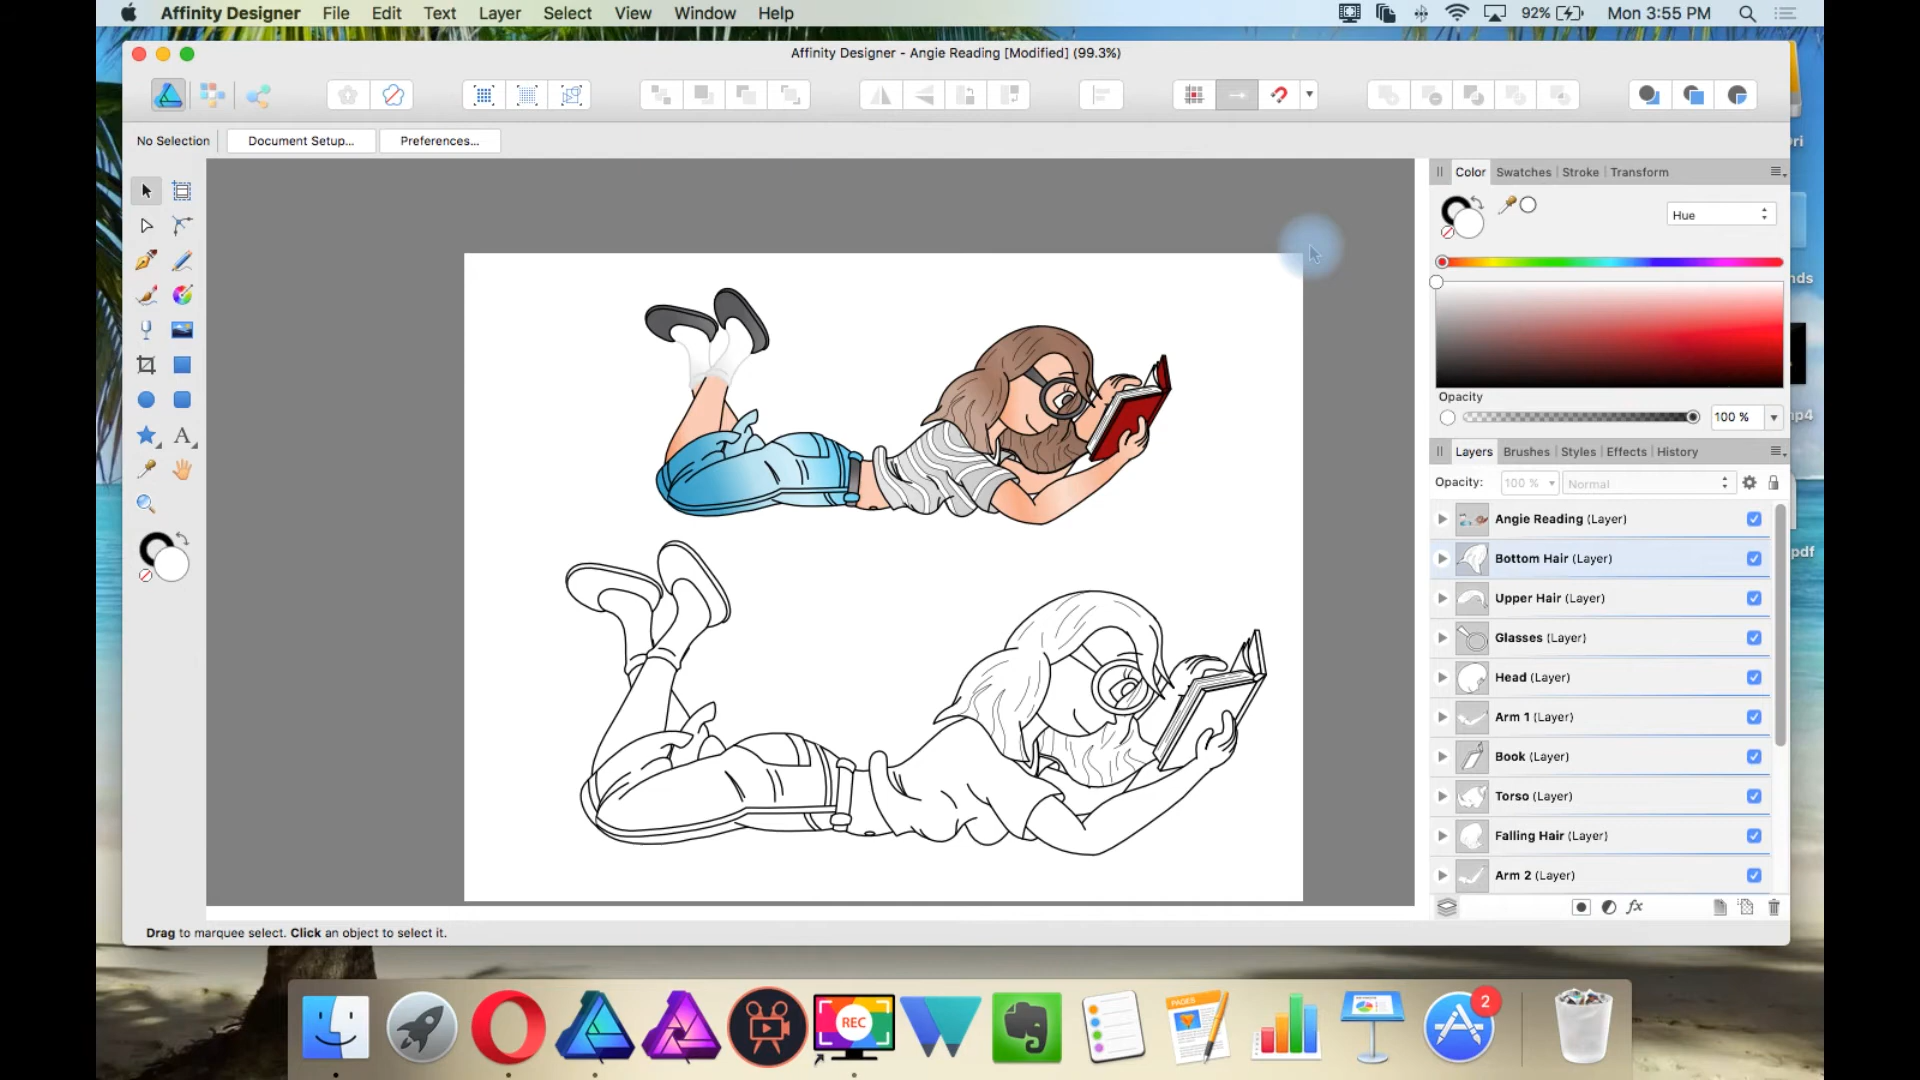 Affinity Designer File Edit Text Layer Select View Window Help 92% Mon 3:55 PM
Affinity Designer - Angie Reading [Modified] (99.3%)
No Selection Document Setup... Preferences...
Color Swatches Stroke Transform
Hue
Opacity
100 %
Layers Brushes Styles Effects History
Opacity: 100 % Normal
Angie Reading (Layer)
Bottom Hair (Layer)
Upper Hair (Layer)
Glasses (Layer)
Head (Layer)
Arm 1 (Layer)
Book (Layer)
Torso (Layer)
Falling Hair (Layer)
Arm 2 (Layer)
fx
A
Drag to marquee select. Click an object to select it.
REC
PAGES
2